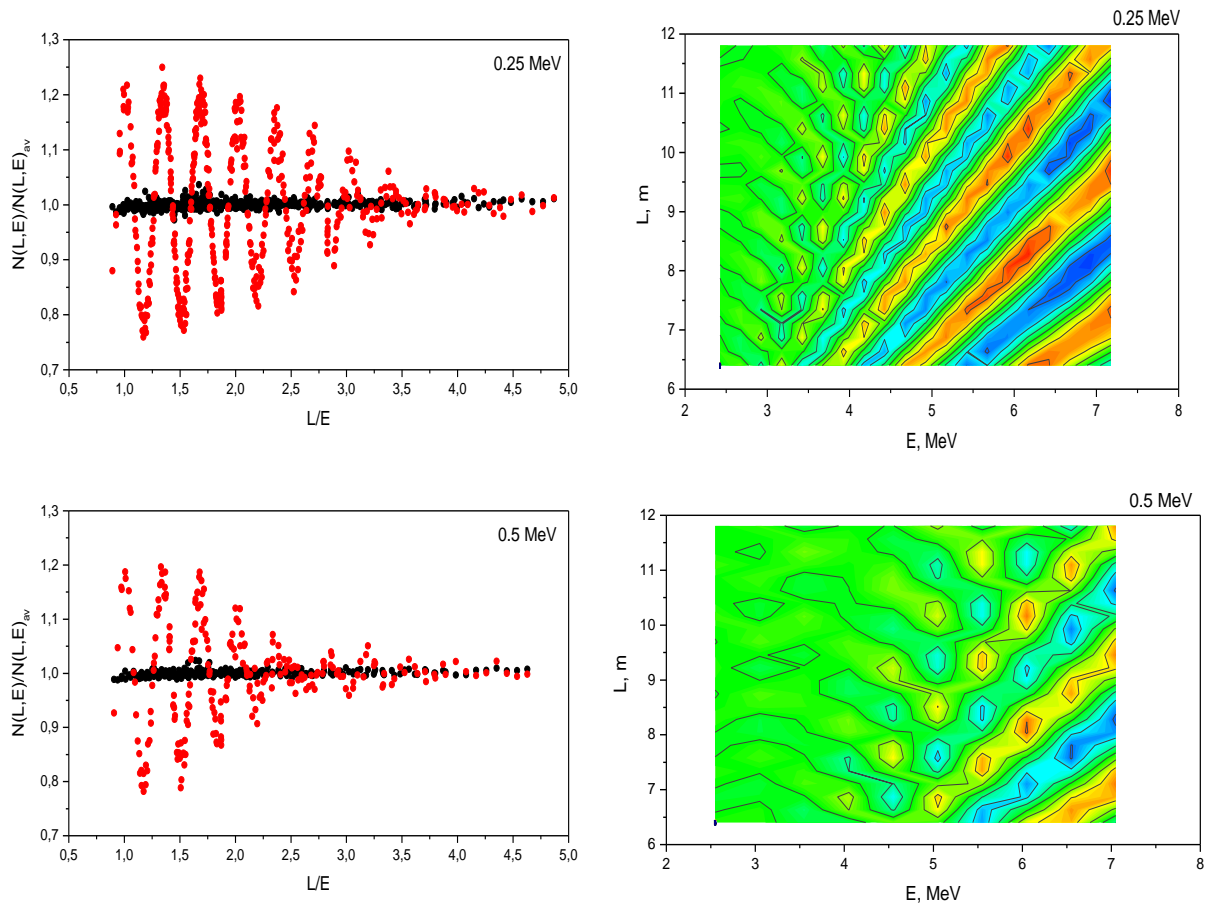 0.25 MeV
1,3
1,2
1,1
1,0
0,9
0,8
0,7
N(L,E)/N(L,E)av
0,5 1,0 1,5 2,0 2,5 3,0 3,5 4,0 4,5 5,0
L/E
0.25 MeV
12
11
10
9
8
7
6
L, m
2 3 4 5 6 7 8
E, MeV
0.5 MeV
1,3
1,2
1,1
1,0
0,9
0,8
0,7
N(L,E)/N(L,E)av
0,5 1,0 1,5 2,0 2,5 3,0 3,5 4,0 4,5 5,0
L/E
0.5 MeV
12
11
10
9
8
7
6
L, m
2 3 4 5 6 7 8
E, MeV